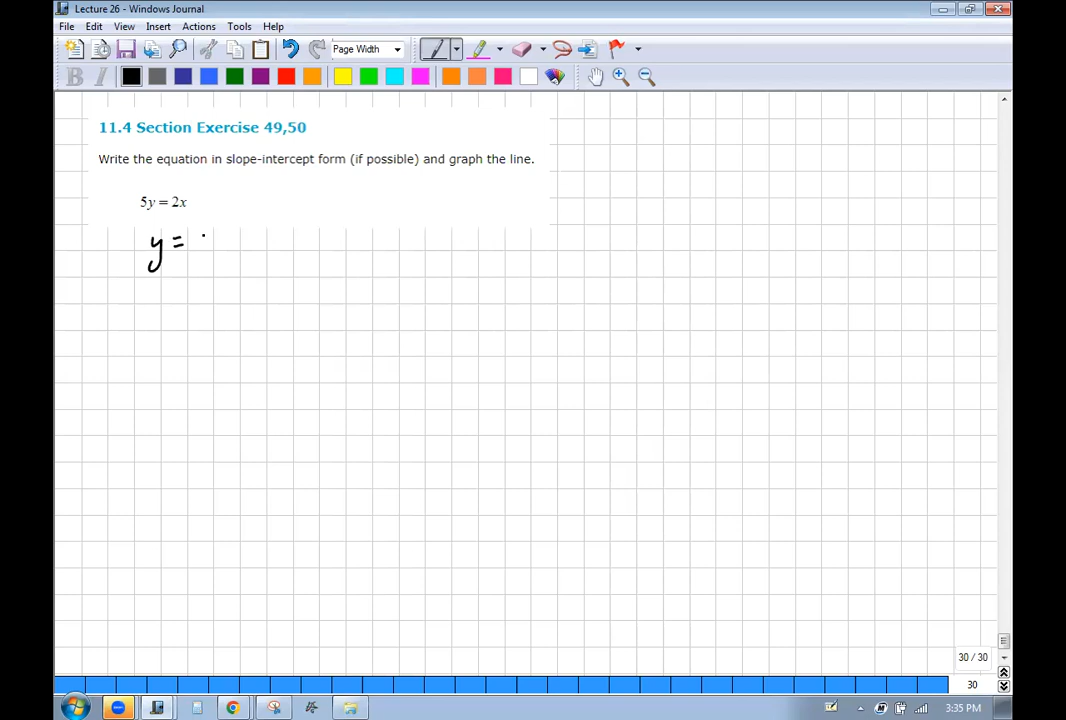 Lecture 26 - Windows Journal
File Edit View Insert Actions Tools Help
Page Width
B I
11.4 Section Exercise 49,50
Write the equation in slope-intercept form (if possible) and graph the line.
5y = 2x
y =
30 / 30
30
3:35 PM